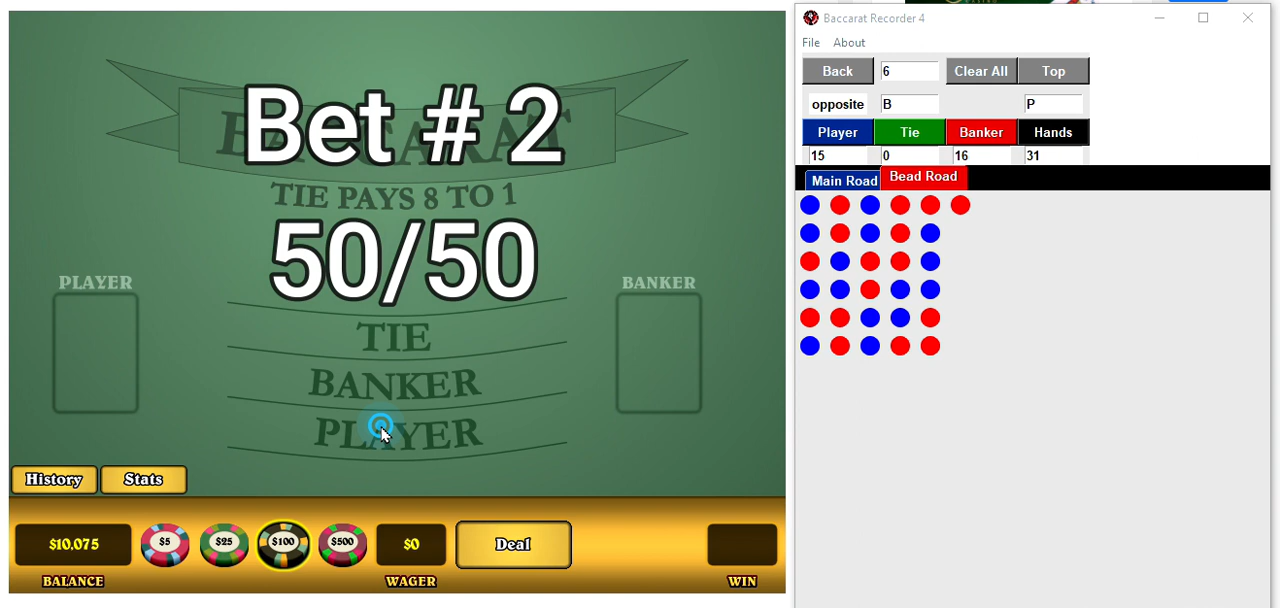 BACCARAT
Bet # 2
TIE PAYS 8 TO 1
50/50
PLAYER
BANKER
TIE
BANKER
PLAYER
History
Stats
$10,075
$5
$25
$100
$500
$0
Deal
BALANCE
WAGER
WIN
Baccarat Recorder 4
File About
Back 6 Clear All Top
opposite B P
Player Tie Banker Hands
15 0 16 31
Main Road Bead Road